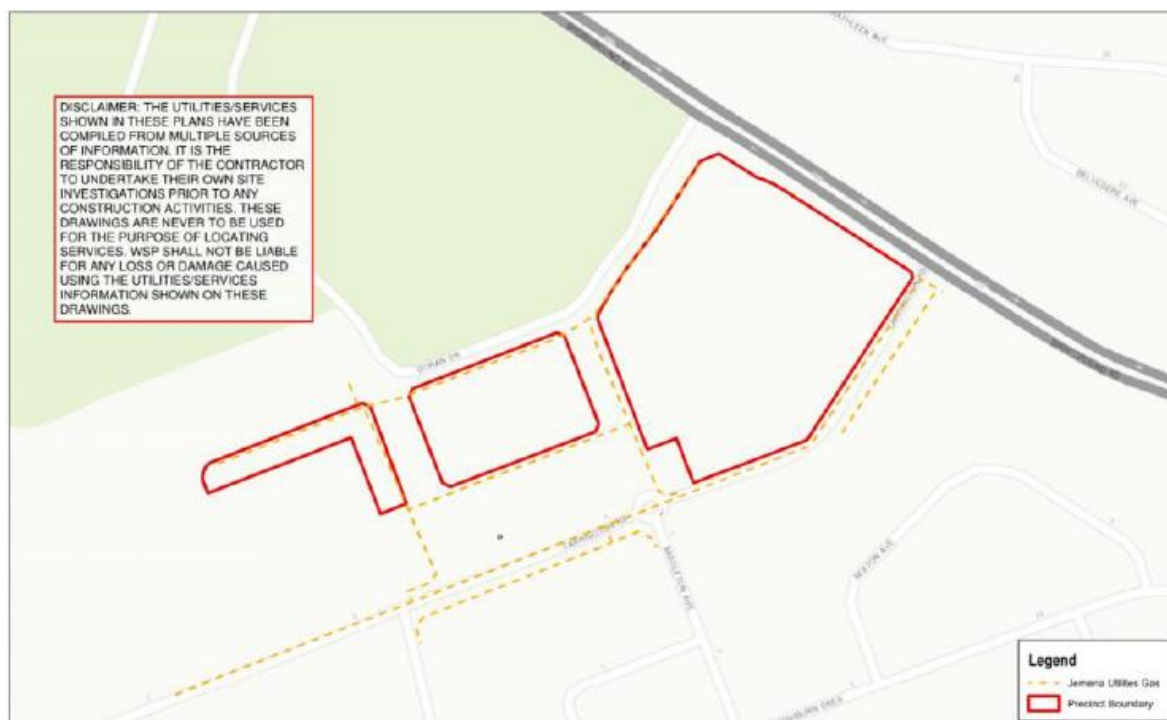 DISCLAIMER: THE UTILITIES/SERVICES
SHOWN IN THESE PLANS HAVE BEEN
COMPILED FROM MULTIPLE SOURCES
OF INFORMATION. IT IS THE
RESPONSIBILITY OF THE CONTRACTOR
TO UNDERTAKE THEIR OWN SITE
INVESTIGATIONS PRIOR TO ANY
CONSTRUCTION ACTIVITIES. THESE
DRAWINGS ARE NEVER TO BE USED
FOR THE PURPOSE OF LOCATING
SERVICES. WSP SHALL NOT BE LIABLE
FOR ANY LOSS OR DAMAGE CAUSED
USING THE UTILITIES/SERVICES
INFORMATION SHOWN ON THESE
DRAWINGS.
BELVEDERE AVE
DORAN DR
MIDDLETON AVE
Legend
Jemena Utilities Gas
Precinct Boundary